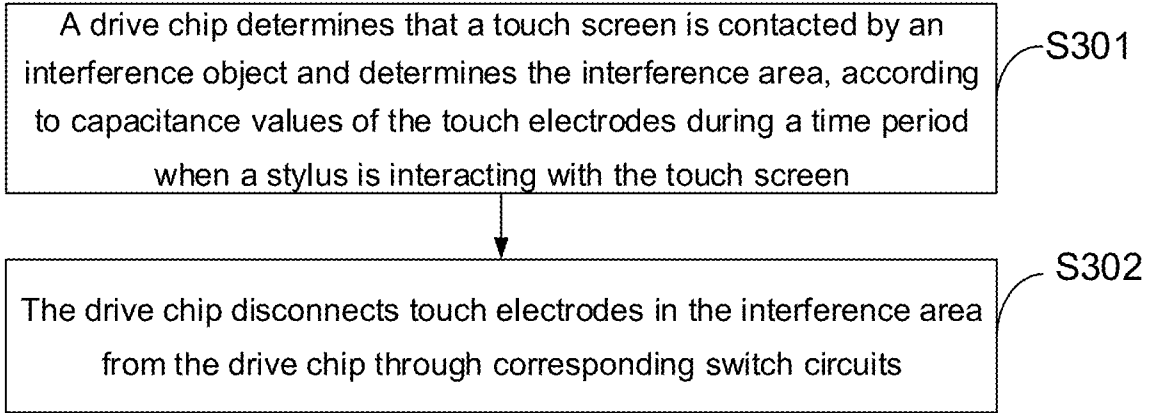 A drive chip determines that a touch screen is contacted by an
interference object and determines the interference area, according
to capacitance values of the touch electrodes during a time period
when a stylus is interacting with the touch screen
S301
The drive chip disconnects touch electrodes in the interference area
from the drive chip through corresponding switch circuits
S302